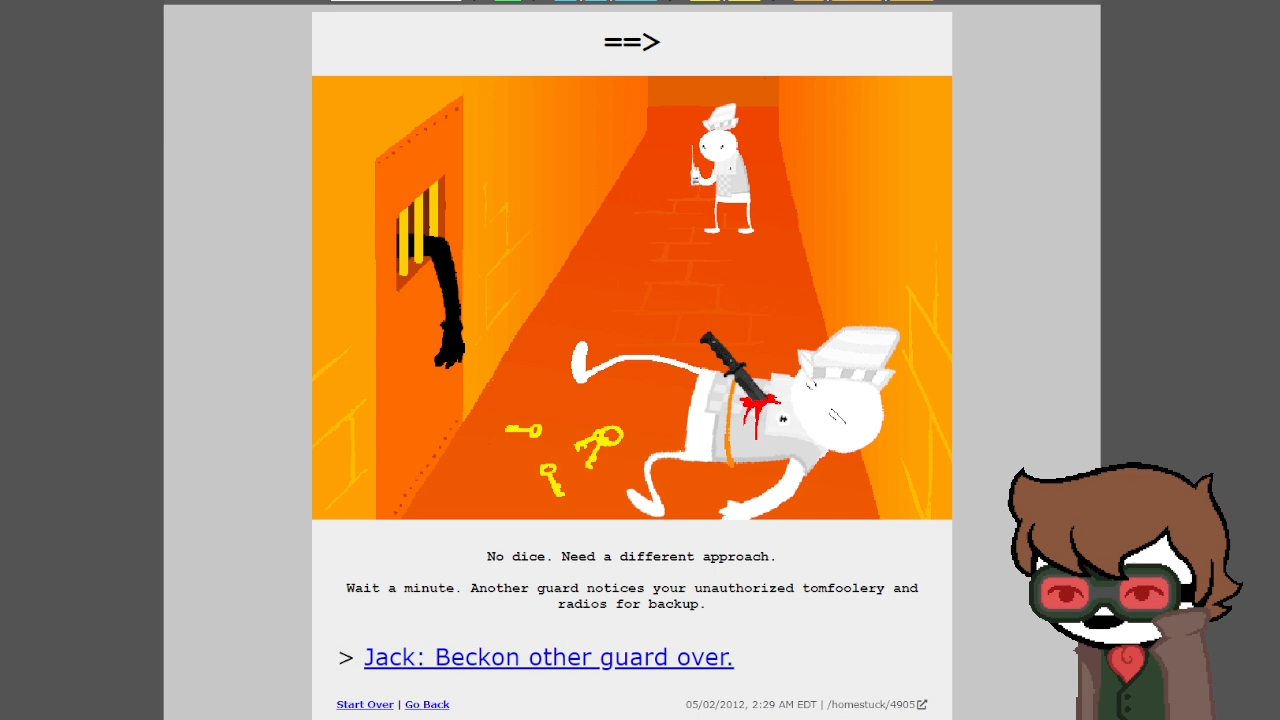 ==>
No dice. Need a different approach.
Wait a minute. Another guard notices your unauthorized tomfoolery and
radios for backup.
> Jack: Beckon other guard over.
Start Over | Go Back
05/02/2012, 2:29 AM EDT | /homestuck/4905